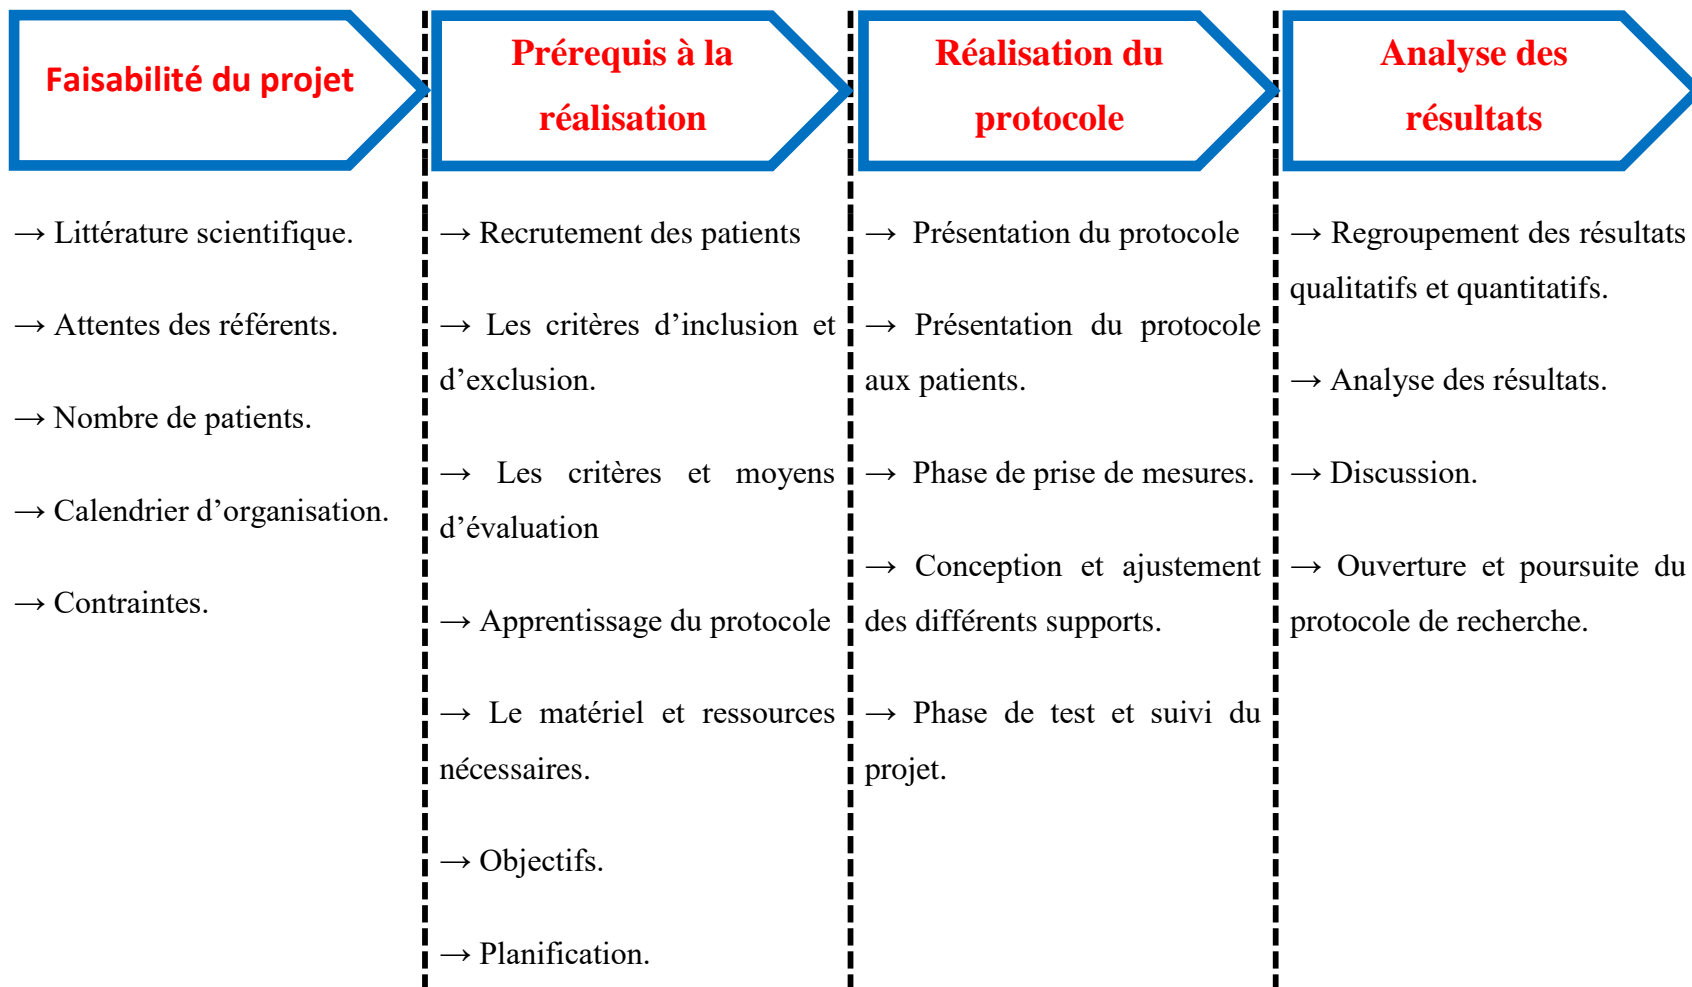 Faisabilité du projet
→ Littérature scientifique.
→ Attentes des référents.
→ Nombre de patients.
→ Calendrier d’organisation.
→ Contraintes.
Prérequis à la
réalisation
→ Recrutement des patients
→ Les critères d’inclusion et
d’exclusion.
→ Les critères et moyens
d’évaluation
→ Apprentissage du protocole
→ Le matériel et ressources
nécessaires.
→ Objectifs.
→ Planification.
Réalisation du
protocole
→ Présentation du protocole
→ Présentation du protocole
aux patients.
→ Phase de prise de mesures.
→ Conception et ajustement
des différents supports.
→ Phase de test et suivi du
projet.
Analyse des
résultats
→ Regroupement des résultats
qualitatifs et quantitatifs.
→ Analyse des résultats.
→ Discussion.
→ Ouverture et poursuite du
protocole de recherche.